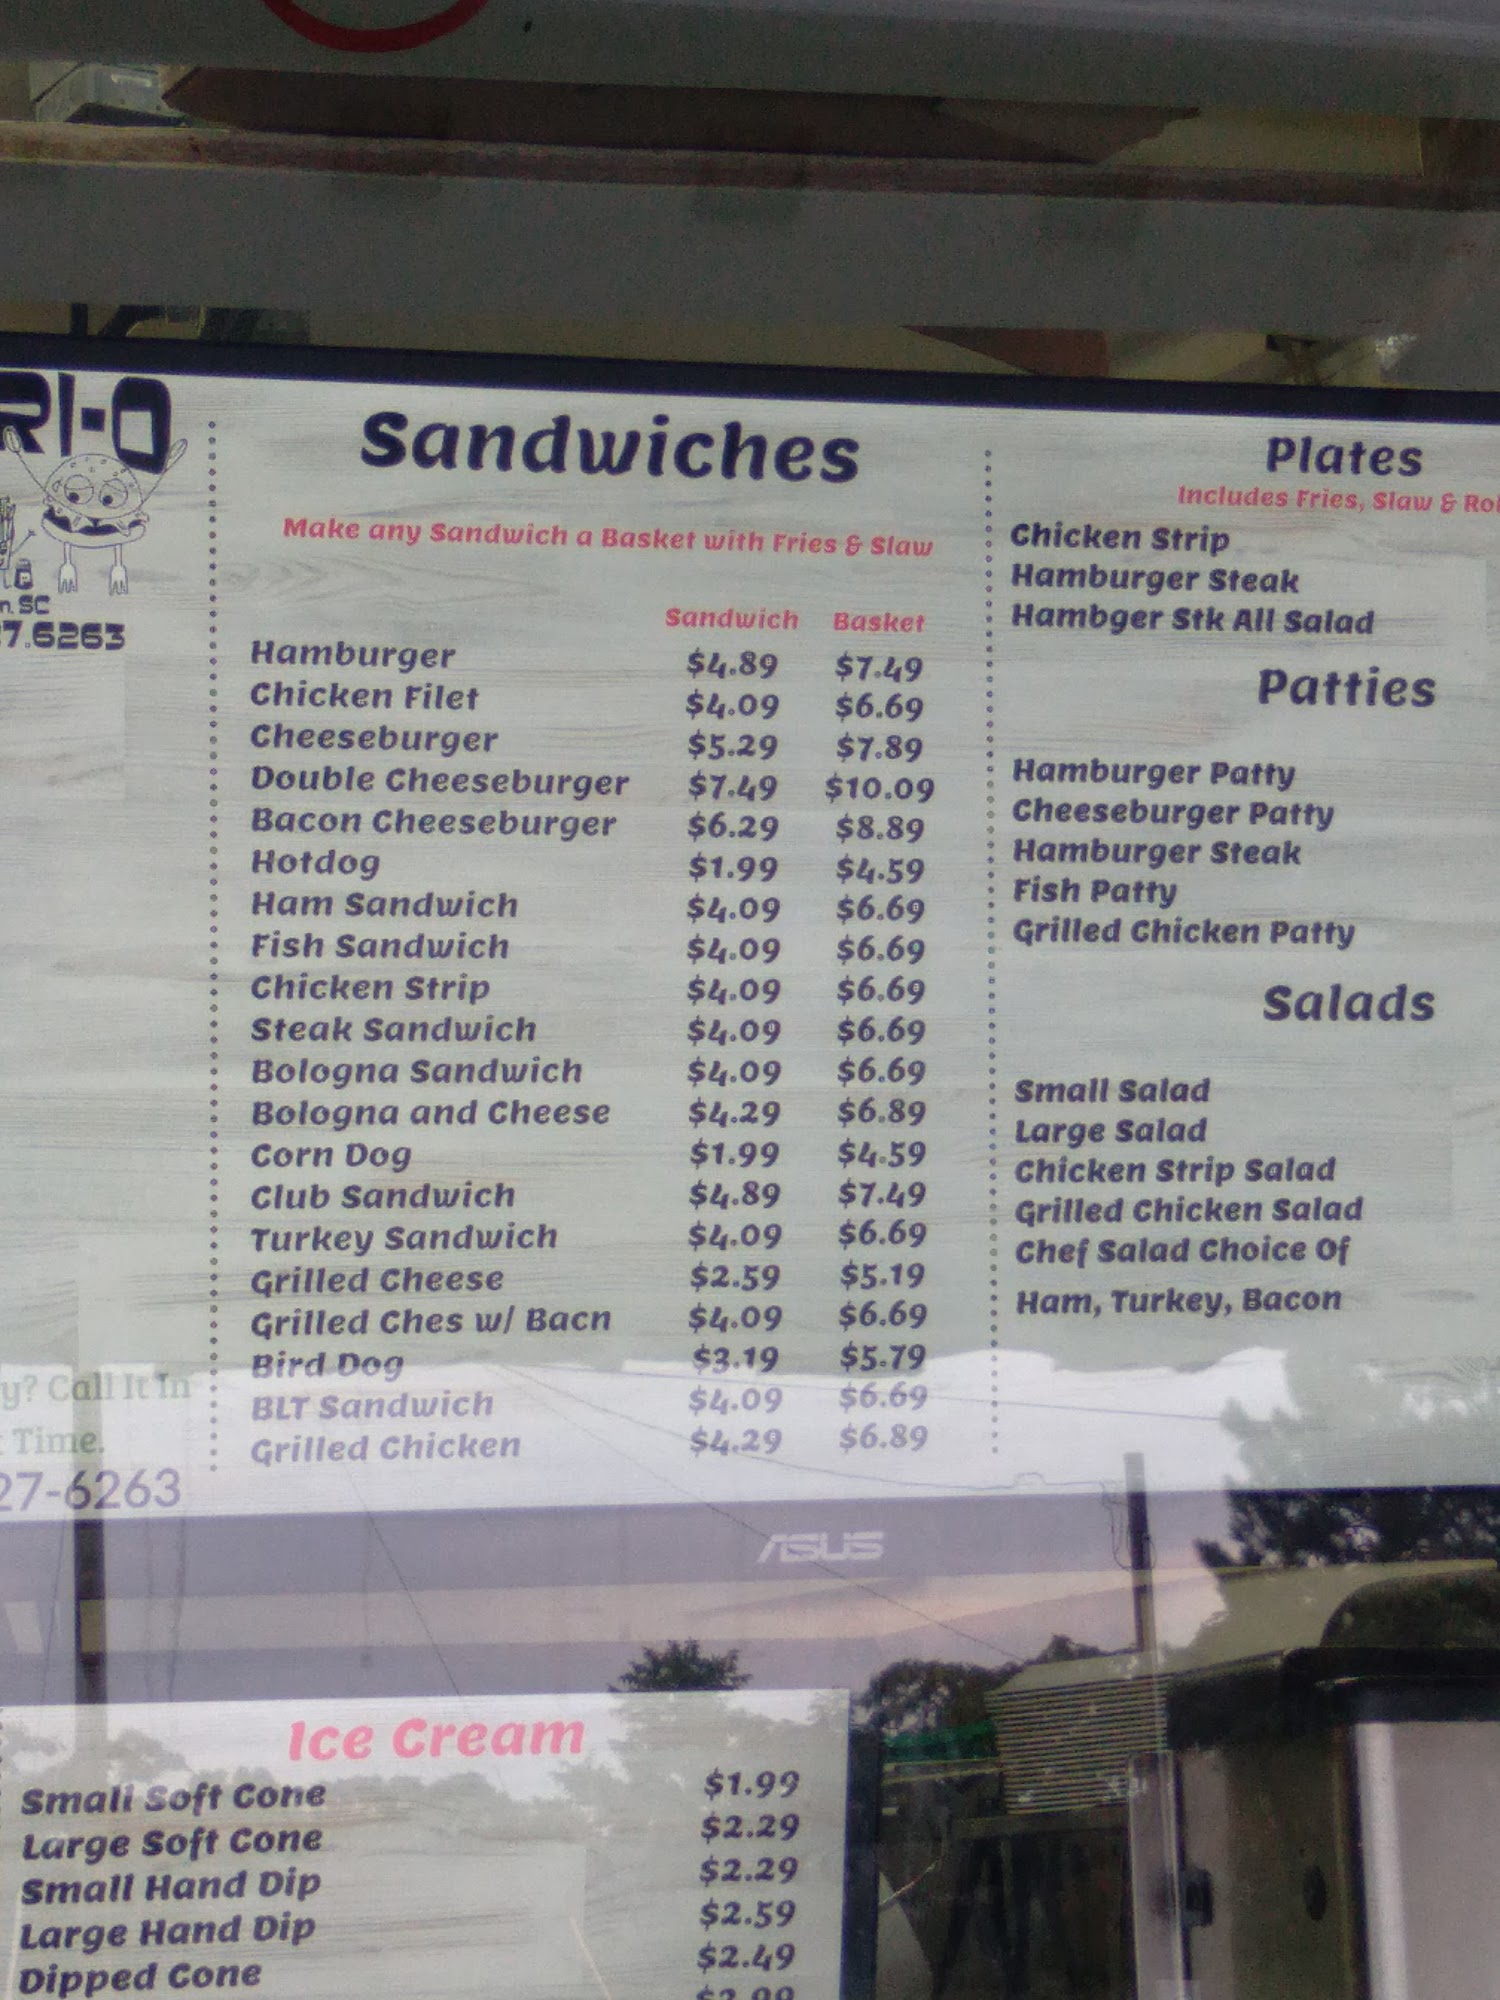 RI-O
n. SC
7.6263
y? Call It In
Time.
27-6263
Sandwiches
Make any Sandwich a Basket with Fries & Slaw
Sandwich Basket
Hamburger $4.89 $7.49
Chicken Filet $4.09 $6.69
Cheeseburger $5.29 $7.89
Double Cheeseburger $7.49 $10.09
Bacon Cheeseburger $6.29 $8.89
Hotdog $1.99 $4.59
Ham Sandwich $4.09 $6.69
Fish Sandwich $4.09 $6.69
Chicken Strip $4.09 $6.69
Steak Sandwich $4.09 $6.69
Bologna Sandwich $4.09 $6.69
Bologna and Cheese $4.29 $6.89
Corn Dog $1.99 $4.59
Club Sandwich $4.89 $7.49
Turkey Sandwich $4.09 $6.69
Grilled Cheese $2.59 $5.19
Grilled Ches w/ Bacn $4.09 $6.69
Bird Dog $3.19 $5.79
BLT Sandwich $4.09 $6.69
Grilled Chicken $4.29 $6.89
Plates
Includes Fries, Slaw &
Chicken Strip
Hamburger Steak
Hambger Stk All Salad
Patties
Hamburger Patty
Cheeseburger Patty
Hamburger Steak
Fish Patty
Grilled Chicken Patty
Salads
Small Salad
Large Salad
Chicken Strip Salad
Grilled Chicken Salad
Chef Salad Choice Of
Ham, Turkey, Bacon
ASUS
Ice Cream
Small Soft Cone $1.99
Large Soft Cone $2.29
Small Hand Dip $2.29
Large Hand Dip $2.59
Dipped Cone $2.49